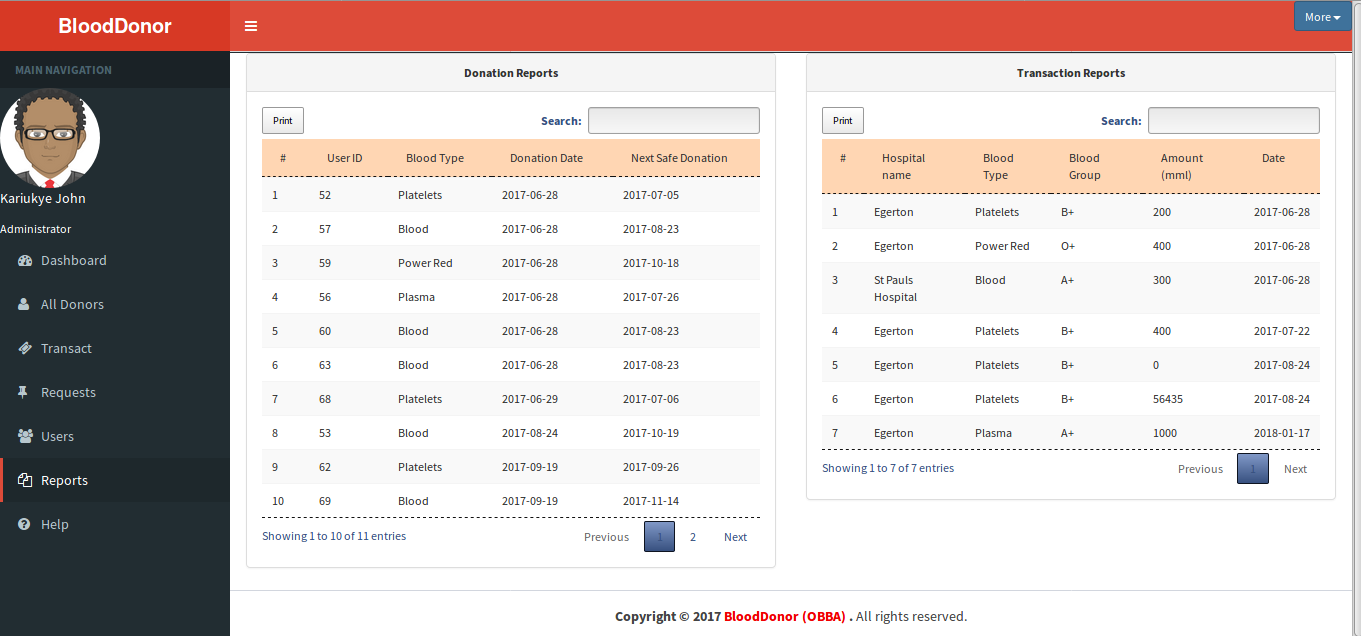 BloodDonor
More
MAIN NAVIGATION
Kariukye John
Administrator
Dashboard
All Donors
Transact
Requests
Users
Reports
Help
Donation Reports
Print
Search:
# User ID Blood Type Donation Date Next Safe Donation
1 52 Platelets 2017-06-28 2017-07-05
2 57 Blood 2017-06-28 2017-08-23
3 59 Power Red 2017-06-28 2017-10-18
4 56 Plasma 2017-06-28 2017-07-26
5 60 Blood 2017-06-28 2017-08-23
6 63 Blood 2017-06-28 2017-08-23
7 68 Platelets 2017-06-29 2017-07-06
8 53 Blood 2017-08-24 2017-10-19
9 62 Platelets 2017-09-19 2017-09-26
10 69 Blood 2017-09-19 2017-11-14
Showing 1 to 10 of 11 entries
Previous 1 2 Next
Transaction Reports
Print
Search:
# Hospital Blood Blood Amount Date
name Type Group (mml)
1 Egerton Platelets B+ 200 2017-06-28
2 Egerton Power Red O+ 400 2017-06-28
3 St Pauls Blood A+ 300 2017-06-28
Hospital
4 Egerton Platelets B+ 400 2017-07-22
5 Egerton Platelets B+ 0 2017-08-24
6 Egerton Platelets B+ 56435 2017-08-24
7 Egerton Plasma A+ 1000 2018-01-17
Showing 1 to 7 of 7 entries
Previous 1 Next
Copyright © 2017 BloodDonor (OBBA) . All rights reserved.